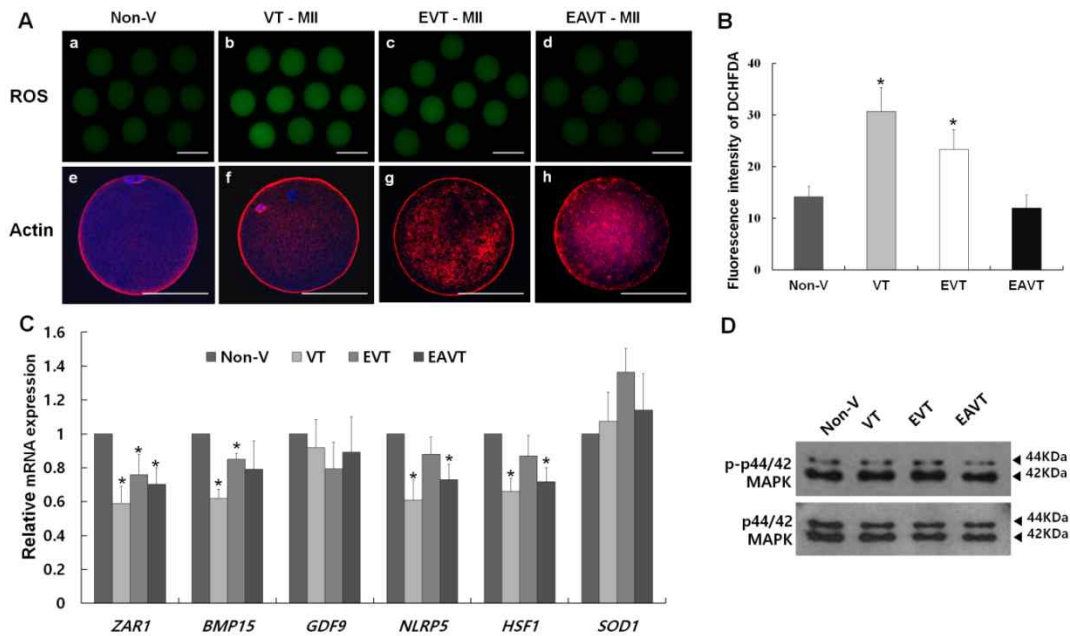 A
Non-V VT - MII EVT - MII EAVT - MII
ROS
a b c d
Actin
e f g h
B
Fluorescence intensity of DCHFDA
40
30
20
10
0
* *
Non-V VT EVT EAVT
C
Relative mRNA expression
1.6
1.4
1.2
1
0.8
0.6
0.4
0.2
0
Non-V VT EVT EAVT
* * * * * * * * *
ZAR1 BMP15 GDF9 NLRP5 HSF1 SOD1
D
Non-V VT EVT EAVT
p-p44/42
MAPK
◄ 44KDa
◄ 42KDa
p44/42
MAPK
◄ 44KDa
◄ 42KDa